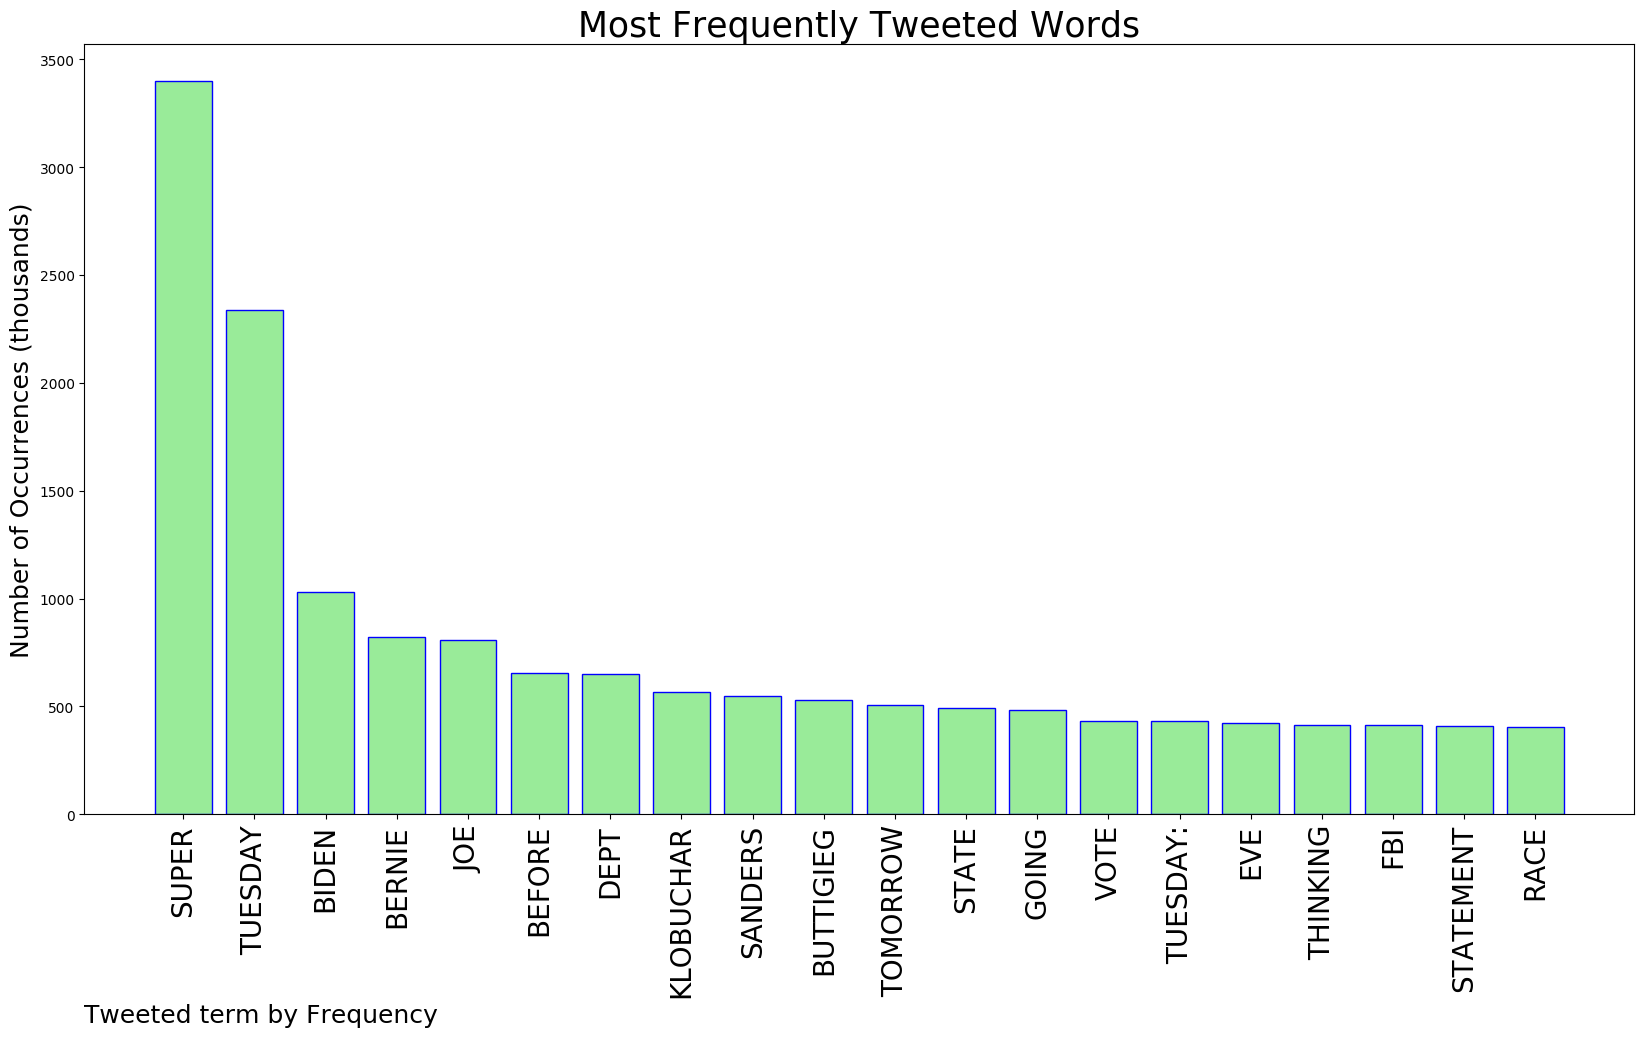 Most Frequently Tweeted Words
Number of Occurrences (thousands)
3500
3000
2500
2000
1500
1000
500
0
SUPER
TUESDAY
BIDEN
BERNIE
JOE
BEFORE
DEPT
KLOBUCHAR
SANDERS
BUTTIGIEG
TOMORROW
STATE
GOING
VOTE
TUESDAY:
EVE
THINKING
FBI
STATEMENT
RACE
Tweeted term by Frequency